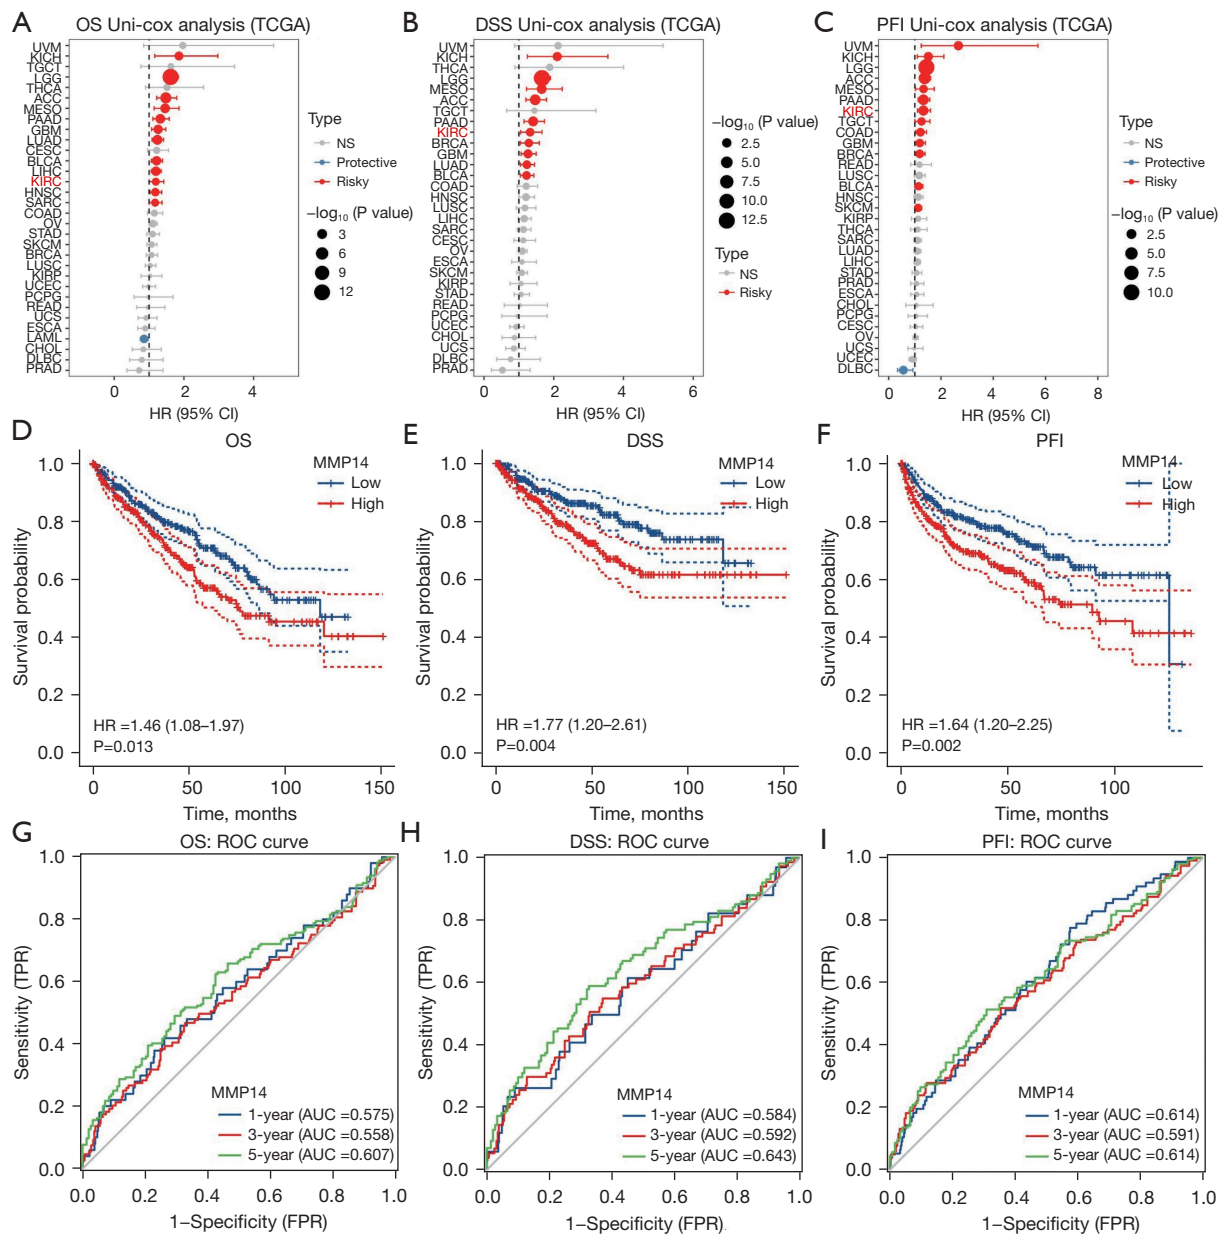 A
OS Uni-cox analysis (TCGA)
UVM
KICH
TGCT
LGG
THCA
ACC
MESO
PAAD
GBM
LUAD
CESC
BLCA
LIHC
KIRC
HNSC
SARC
COAD
OV
STAD
SKCM
BRCA
LUSC
KIRP
UCEC
PCPG
READ
UCS
ESCA
LAML
CHOL
DLBC
PRAD
0 2 4
HR (95% CI)
Type
NS
Protective
Risky
−log10 (P value)
3
6
9
12
B
DSS Uni-cox analysis (TCGA)
UVM
KICH
THCA
LGG
MESO
ACC
TGCT
PAAD
KIRC
BRCA
GBM
LUAD
BLCA
COAD
HNSC
LUSC
LIHC
SARC
CESC
OV
ESCA
SKCM
KIRP
STAD
READ
PCPG
UCEC
CHOL
UCS
DLBC
PRAD
0 2 4 6
HR (95% CI)
−log10 (P value)
2.5
5.0
7.5
10.0
12.5
Type
NS
Risky
C
PFI Uni-cox analysis (TCGA)
UVM
KICH
LGG
ACC
MESO
PAAD
KIRC
TGCT
COAD
GBM
BRCA
READ
LUSC
BLCA
HNSC
SKCM
KIRP
THCA
SARC
LUAD
LIHC
STAD
PRAD
ESCA
CHOL
PCPG
CESC
OV
UCS
UCEC
DLBC
0 2 4 6 8
HR (95% CI)
Type
NS
Protective
Risky
−log10 (P value)
2.5
5.0
7.5
10.0
D
OS
Survival probability
1.0
0.8
0.6
0.4
0.2
0.0
MMP14
Low
High
HR =1.46 (1.08–1.97)
P=0.013
0 50 100 150
Time, months
E
DSS
Survival probability
1.0
0.8
0.6
0.4
0.2
0.0
MMP14
Low
High
HR =1.77 (1.20–2.61)
P=0.004
0 50 100 150
Time, months
F
PFI
Survival probability
1.0
0.8
0.6
0.4
0.2
0.0
MMP14
Low
High
HR =1.64 (1.20–2.25)
P=0.002
0 50 100
Time, months
G
OS: ROC curve
Sensitivity (TPR)
1.0
0.8
0.6
0.4
0.2
0.0
MMP14
1-year (AUC =0.575)
3-year (AUC =0.558)
5-year (AUC =0.607)
0.0 0.2 0.4 0.6 0.8 1.0
1–Specificity (FPR)
H
DSS: ROC curve
Sensitivity (TPR)
1.0
0.8
0.6
0.4
0.2
0.0
MMP14
1-year (AUC =0.584)
3-year (AUC =0.592)
5-year (AUC =0.643)
0.0 0.2 0.4 0.6 0.8 1.0
1–Specificity (FPR)
I
PFI: ROC curve
Sensitivity (TPR)
1.0
0.8
0.6
0.4
0.2
0.0
MMP14
1-year (AUC =0.614)
3-year (AUC =0.591)
5-year (AUC =0.614)
0.0 0.2 0.4 0.6 0.8 1.0
1–Specificity (FPR)